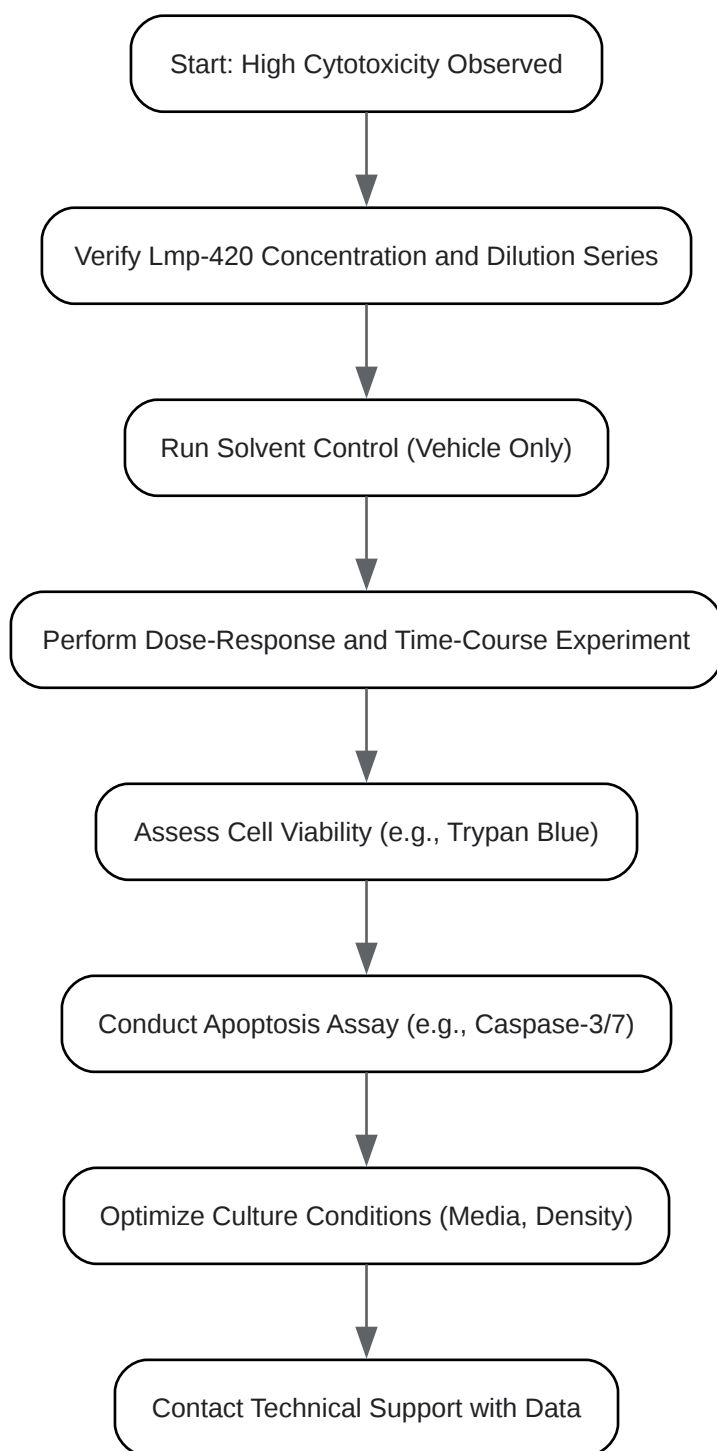 Start: High Cytotoxicity Observed
Verify Lmp-420 Concentration and Dilution Series
Run Solvent Control (Vehicle Only)
Perform Dose-Response and Time-Course Experiment
Assess Cell Viability (e.g., Trypan Blue)
Conduct Apoptosis Assay (e.g., Caspase-3/7)
Optimize Culture Conditions (Media, Density)
Contact Technical Support with Data